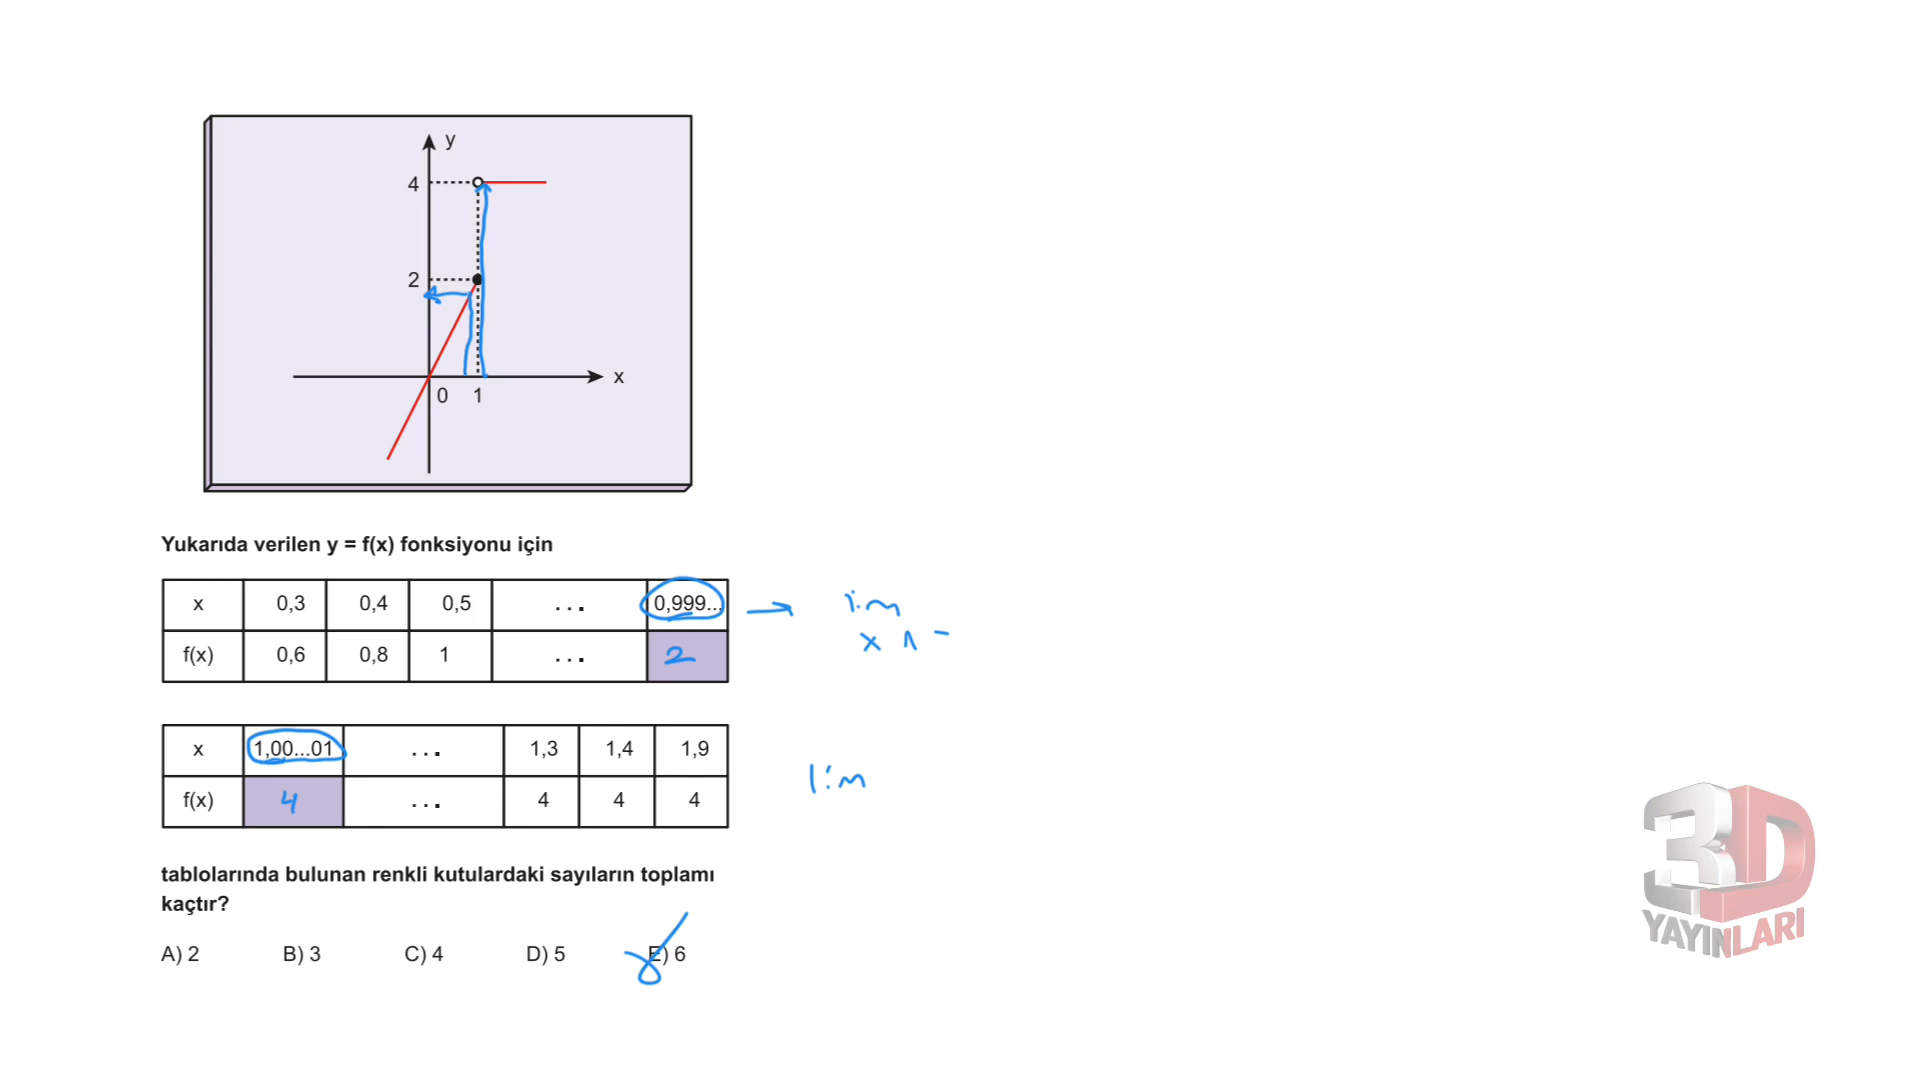 y
4
2
x
0 1
Yukarıda verilen y = f(x) fonksiyonu için
x 0,3 0,4 0,5 ... 0,999...
f(x) 0,6 0,8 1 ... 2
im
x 1 -
x 1,00...01 ... 1,3 1,4 1,9
f(x) 4 ... 4 4 4
lim
tablolarında bulunan renkli kutulardaki sayıların toplamı
kaçtır?
A) 2 B) 3 C) 4 D) 5 E) 6
3D
YAYINLARI